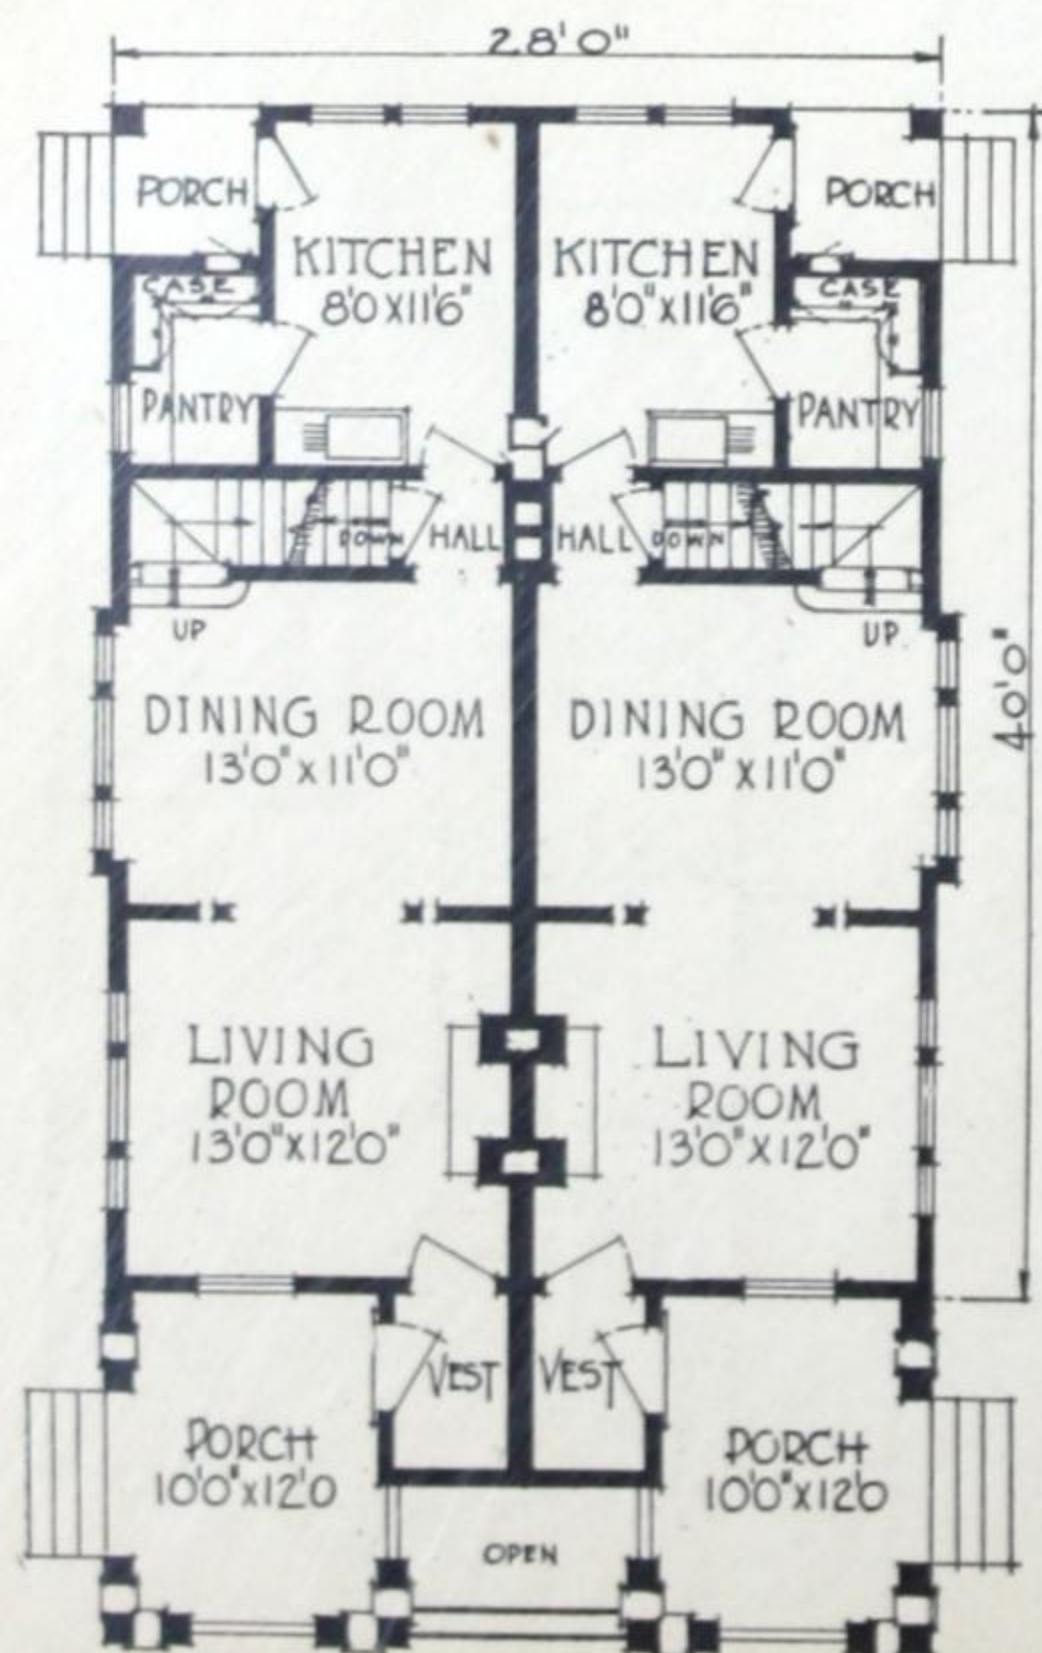 28'0"
PORCH
KITCHEN
8'0X11'6"
KITCHEN
8'0"X11'6"
PORCH
CASE
CASE
PANTRY
PANTRY
DOWN
HALL
HALL
DOWN
UP
UP
40'0"
DINING ROOM
13'0"X11'0"
DINING ROOM
13'0"X11'0"
LIVING
ROOM
13'0"X12'0"
LIVING
ROOM
13'0"X12'0"
VEST
VEST
PORCH
10'0"X12'0
PORCH
10'0"X12'0
OPEN